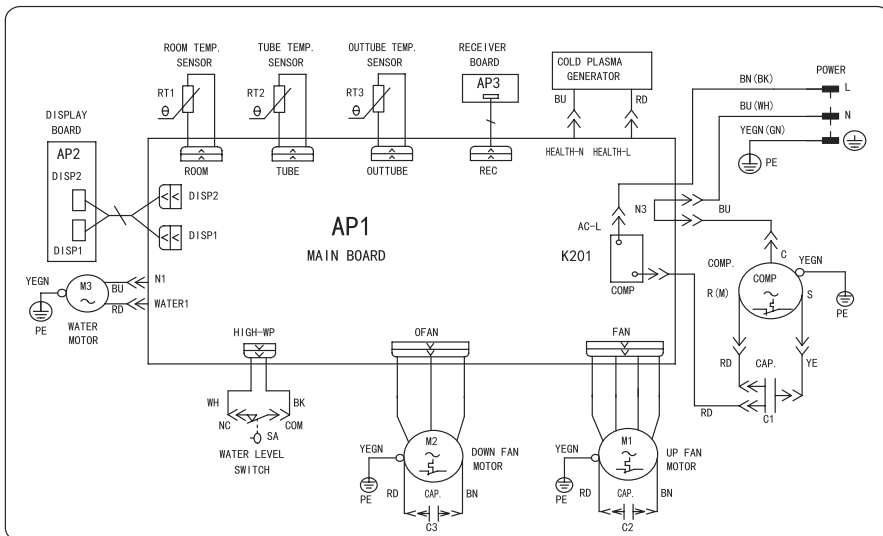 ROOM TEMP.
SENSOR
TUBE TEMP.
SENSOR
OUTTUBE TEMP.
SENSOR
RECEIVER
BOARD
COLD PLASMA
GENERATOR
POWER
RT1
θ
RT2
θ
RT3
θ
AP3
BU
RD
BN(BK)
L
BU(WH)
N
YEGN(GN)
PE
DISPLAY
BOARD
AP2
DISP2
DISP1
DISP2
DISP1
ROOM
TUBE
OUTTUBE
REC
HEALTH-N
HEALTH-L
AP1
MAIN BOARD
AC-L
N3
BU
K201
COMP
COMP.
COMP
C
YEGN
R(M)
S
PE
YEGN
M3
BU
N1
RD
WATER1
PE
WATER
MOTOR
HIGH-WP
OFAN
FAN
RD
CAP.
YE
RD
C1
WH
BK
NC
COM
SA
WATER LEVEL
SWITCH
YEGN
M2
DOWN FAN
MOTOR
PE
RD
CAP.
BN
C3
YEGN
M1
UP FAN
MOTOR
PE
RD
CAP.
BN
C2